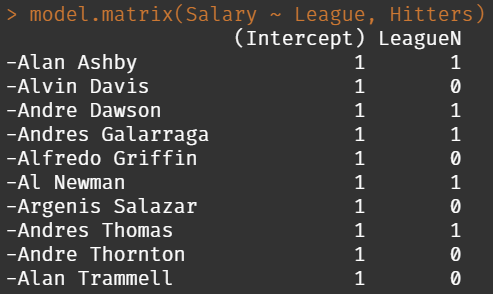 > model.matrix(Salary ~ League, Hitters)
(Intercept) LeagueN
-Alan Ashby 1 1
-Alvin Davis 1 0
-Andre Dawson 1 1
-Andres Galarraga 1 1
-Alfredo Griffin 1 0
-Al Newman 1 1
-Argenis Salazar 1 0
-Andres Thomas 1 1
-Andre Thornton 1 0
-Alan Trammell 1 0